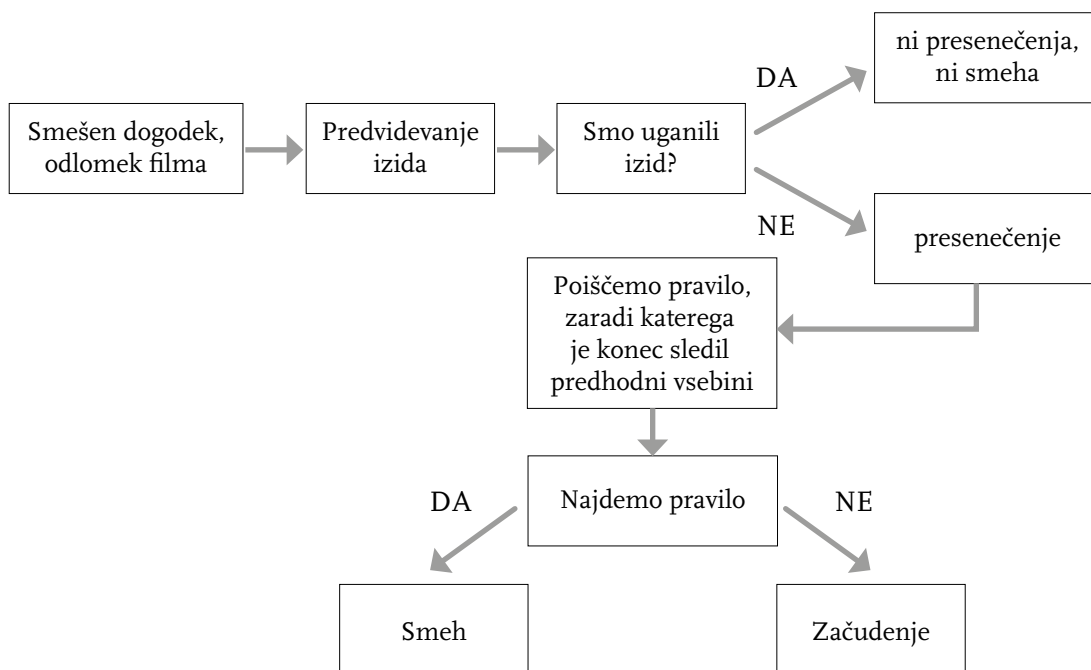 Smešen dogodek,
odlomek filma
Predvidevanje
izida
Smo uganili
izid?
DA
ni presenečenja,
ni smeha
NE
presenečenje
Poiščemo pravilo,
zaradi katerega
je konec sledil
predhodni vsebini
Najdemo pravilo
DA
Smeh
NE
Začudenje